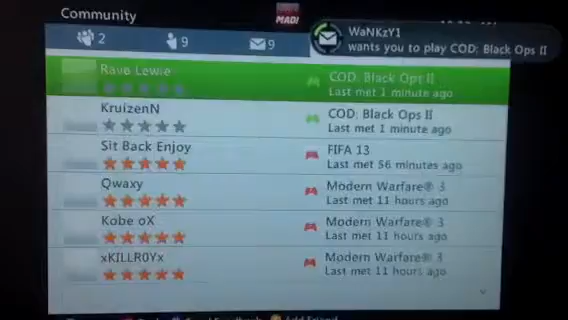 Community
MAD!
WaNKzY1
wants you to play COD: Black Ops II
2
9
9
Rave Lewie
COD: Black Ops II
Last met 1 minute ago
KruizenN
COD: Black Ops II
Last met 1 minute ago
Sit Back Enjoy
FIFA 13
Last met 56 minutes ago
Qwaxy
Modern Warfare® 3
Last met 11 hours ago
Kobe oX
Modern Warfare® 3
Last met 11 hours ago
xKILLR0Yx
Modern Warfare® 3
Last met 11 hours ago
Add Friend